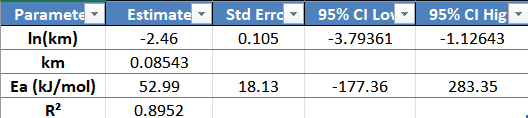 Paramete Estimate Std Erro 95% CI Lov 95% CI Hig
ln(km) -2.46 0.105 -3.79361 -1.12643
km 0.08543
Ea (kJ/mol) 52.99 18.13 -177.36 283.35
R² 0.8952